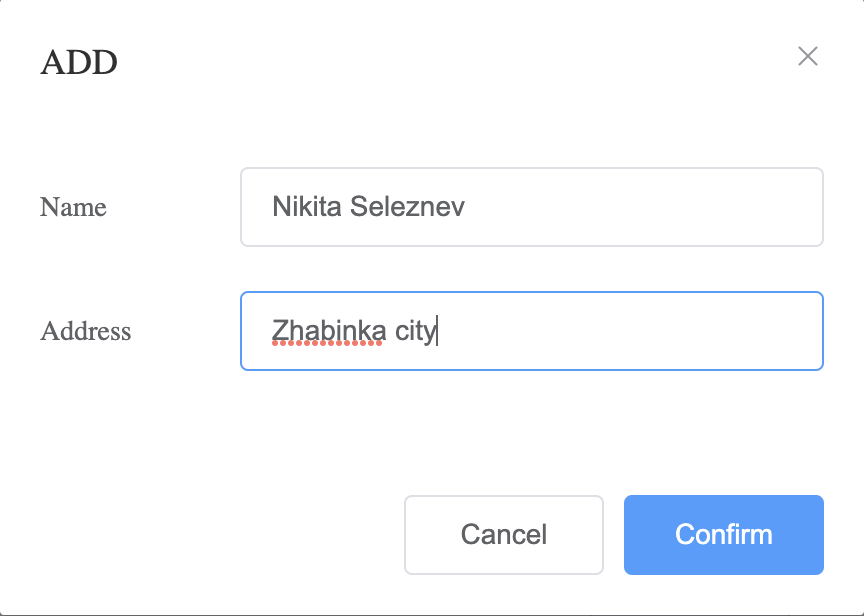 ADD
Name
Nikita Seleznev
Address
Zhabinka city
Cancel
Confirm